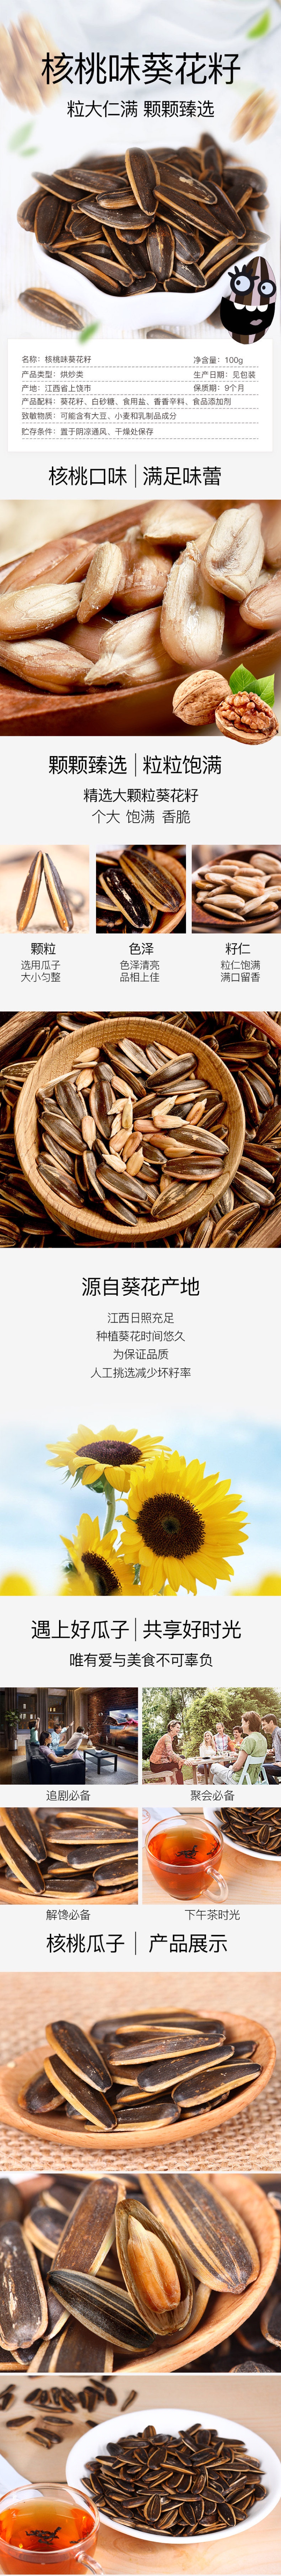 核桃味葵花籽
粒大仁满 颗颗臻选
名称：核桃味葵花籽 净含量：100g
产品类型：烘炒类 生产日期：见包装
产地：江西省上饶市 保质期：9个月
产品配料：葵花籽、白砂糖、食用盐、香香辛料、食品添加剂
致敏物质：可能含有大豆、小麦和乳制品成分
贮存条件：置于阴凉通风、干燥处保存
核桃口味│满足味蕾
颗颗臻选│粒粒饱满
精选大颗粒葵花籽
个大 饱满 香脆
颗粒 色泽 籽仁
选用瓜子 色泽清亮 粒仁饱满
大小匀整 品相上佳 满口留香
源自葵花产地
江西日照充足
种植葵花时间悠久
为保证品质
人工挑选减少坏籽率
遇上好瓜子│共享好时光
唯有爱与美食不可辜负
追剧必备 聚会必备
解馋必备 下午茶时光
核桃瓜子│产品展示